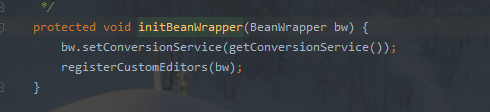 */
protected void initBeanWrapper(BeanWrapper bw) {
bw.setConversionService(getConversionService());
registerCustomEditors(bw);
}